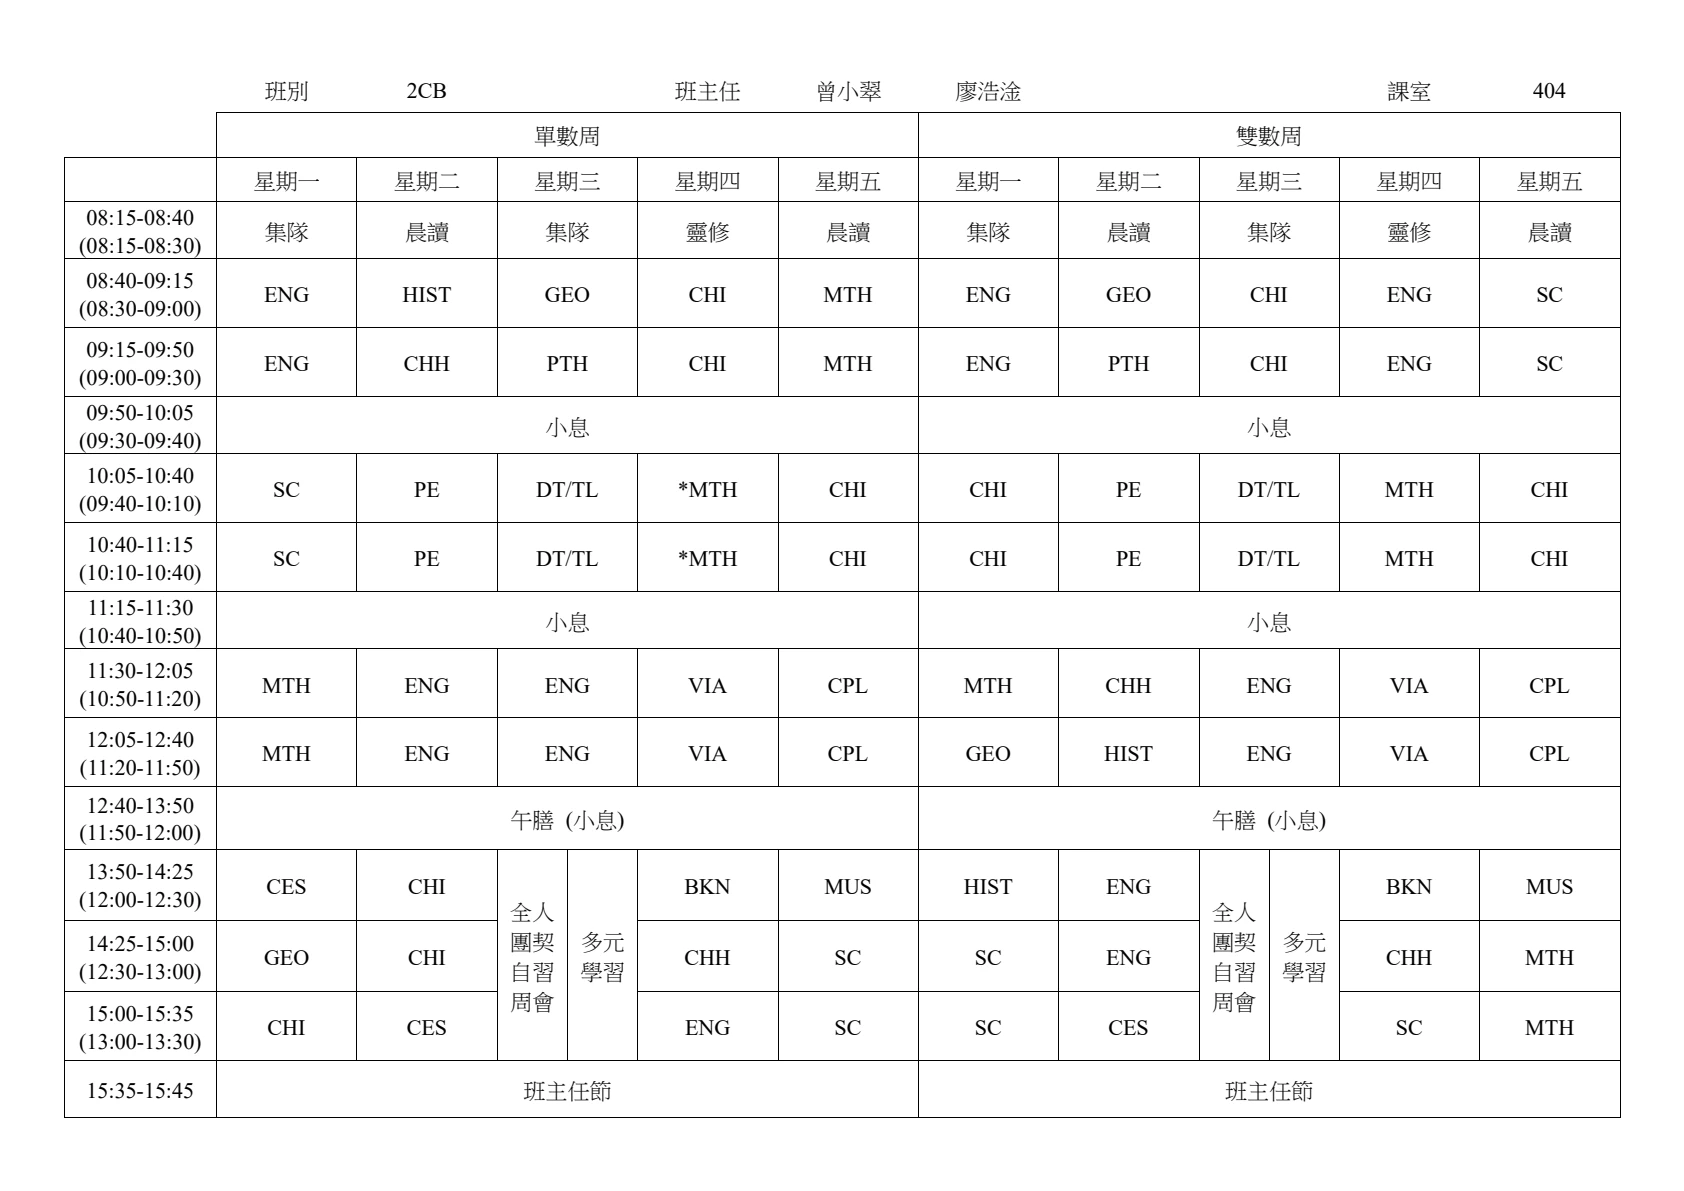 班別 2CB 班主任 曾小翠 廖浩淦 課室 404
單數周 雙數周
星期一 星期二 星期三 星期四 星期五 星期一 星期二 星期三 星期四 星期五
08:15-08:40 (08:15-08:30) 集隊 晨讀 集隊 靈修 晨讀 集隊 晨讀 集隊 靈修 晨讀
08:40-09:15 (08:30-09:00) ENG HIST GEO CHI MTH ENG GEO CHI ENG SC
09:15-09:50 (09:00-09:30) ENG CHH PTH CHI MTH ENG PTH CHI ENG SC
09:50-10:05 (09:30-09:40) 小息 小息
10:05-10:40 (09:40-10:10) SC PE DT/TL *MTH CHI CHI PE DT/TL MTH CHI
10:40-11:15 (10:10-10:40) SC PE DT/TL *MTH CHI CHI PE DT/TL MTH CHI
11:15-11:30 (10:40-10:50) 小息 小息
11:30-12:05 (10:50-11:20) MTH ENG ENG VIA CPL MTH CHH ENG VIA CPL
12:05-12:40 (11:20-11:50) MTH ENG ENG VIA CPL GEO HIST ENG VIA CPL
12:40-13:50 (11:50-12:00) 午膳 (小息) 午膳 (小息)
13:50-14:25 (12:00-12:30) CES CHI 全人團契自習周會 多元學習 BKN MUS HIST ENG 全人團契自習周會 多元學習 BKN MUS
14:25-15:00 (12:30-13:00) GEO CHI CHH SC SC ENG CHH MTH
15:00-15:35 (13:00-13:30) CHI CES ENG SC SC CES SC MTH
15:35-15:45 班主任節 班主任節